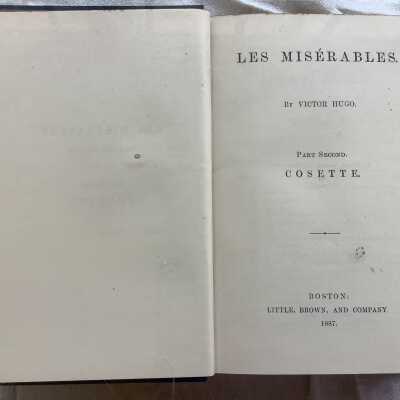 LES MISÉRABLES.
BY VICTOR HUGO.
PART SECOND.
COSETTE.
BOSTON:
LITTLE, BROWN, AND COMPANY
1887.